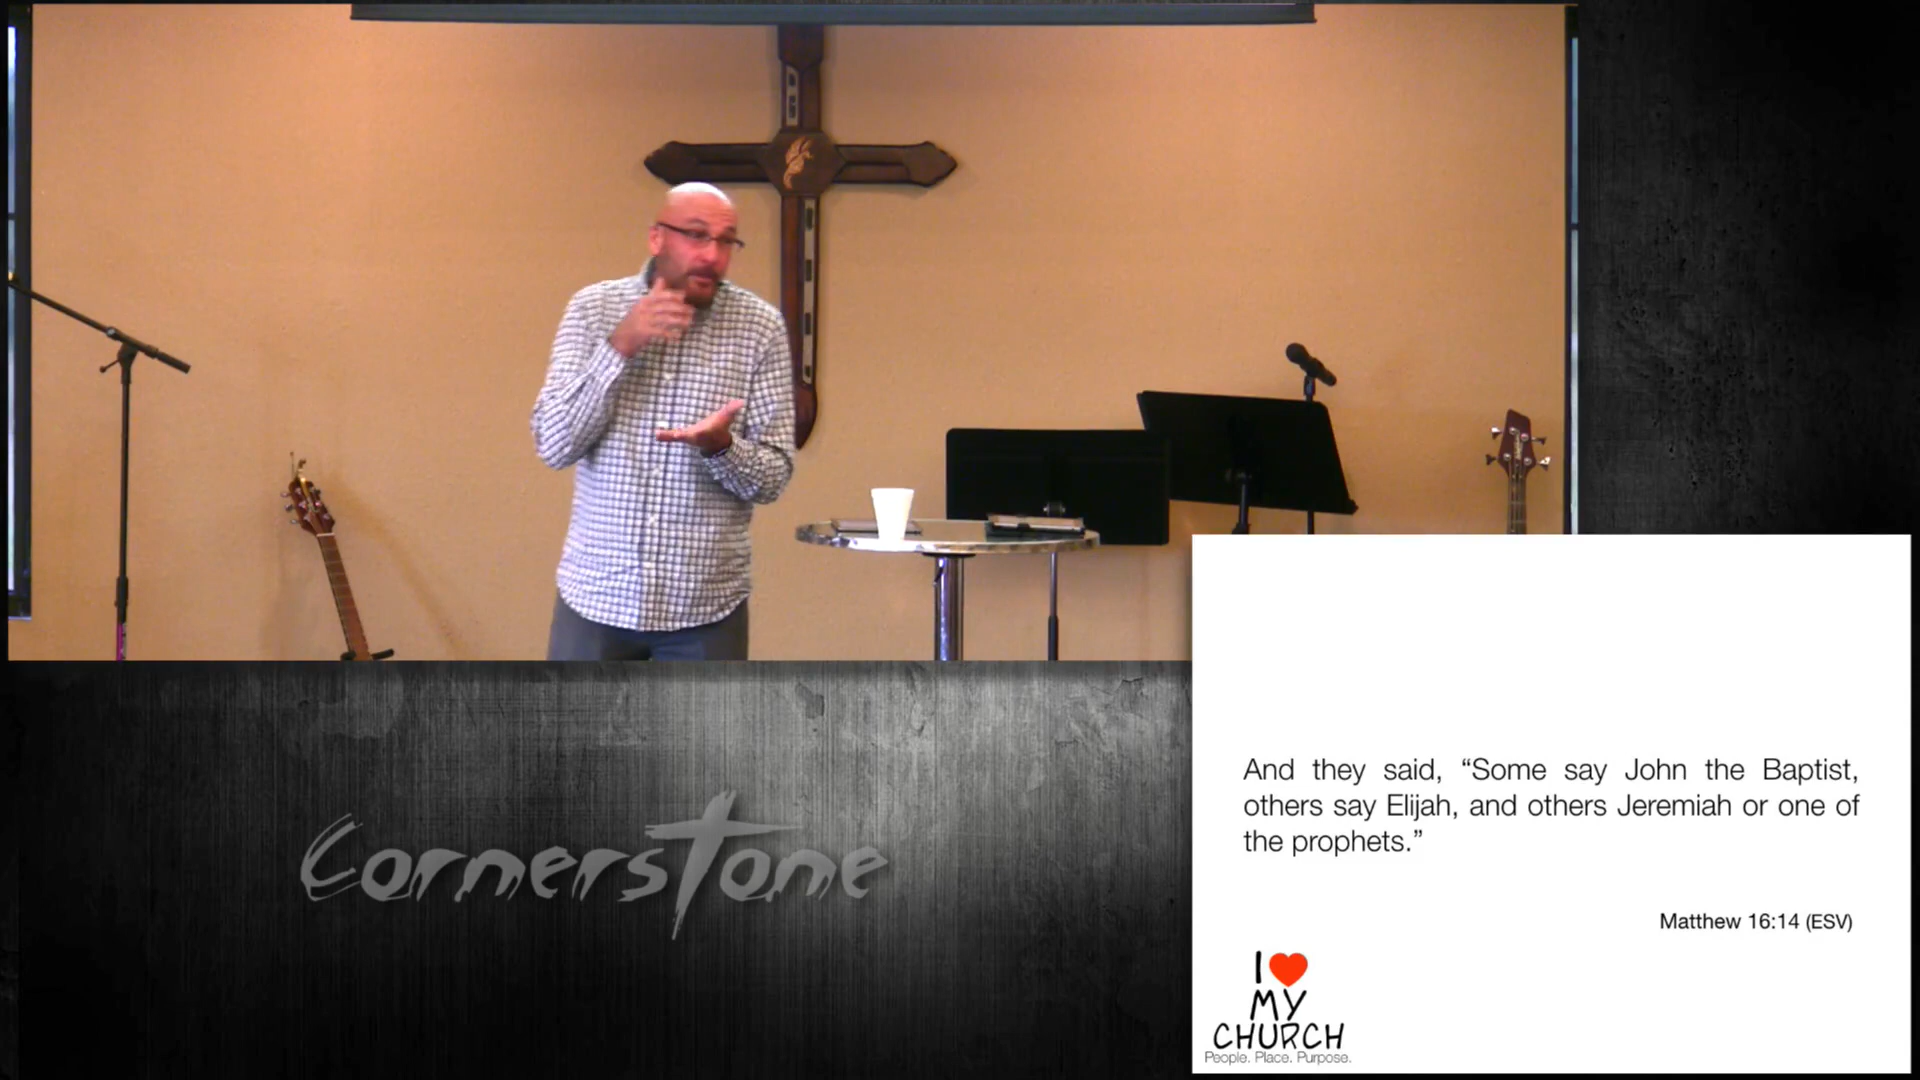 Cornerstone
And they said, “Some say John the Baptist,
others say Elijah, and others Jeremiah or one of
the prophets.”
Matthew 16:14 (ESV)
I ❤
MY
CHURCH
People. Place. Purpose.